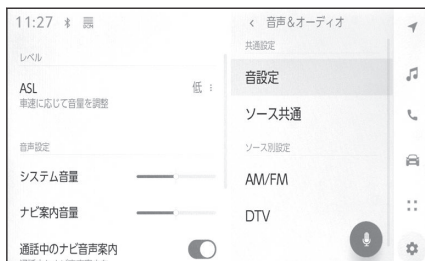 11:27
レベル
ASL
低
車速に応じて音量を調整
音声設定
システム音量
ナビ案内音量
通話中のナビ音声案内
< 音声&オーディオ
共通設定
音設定
ソース共通
ソース別設定
AM/FM
DTV